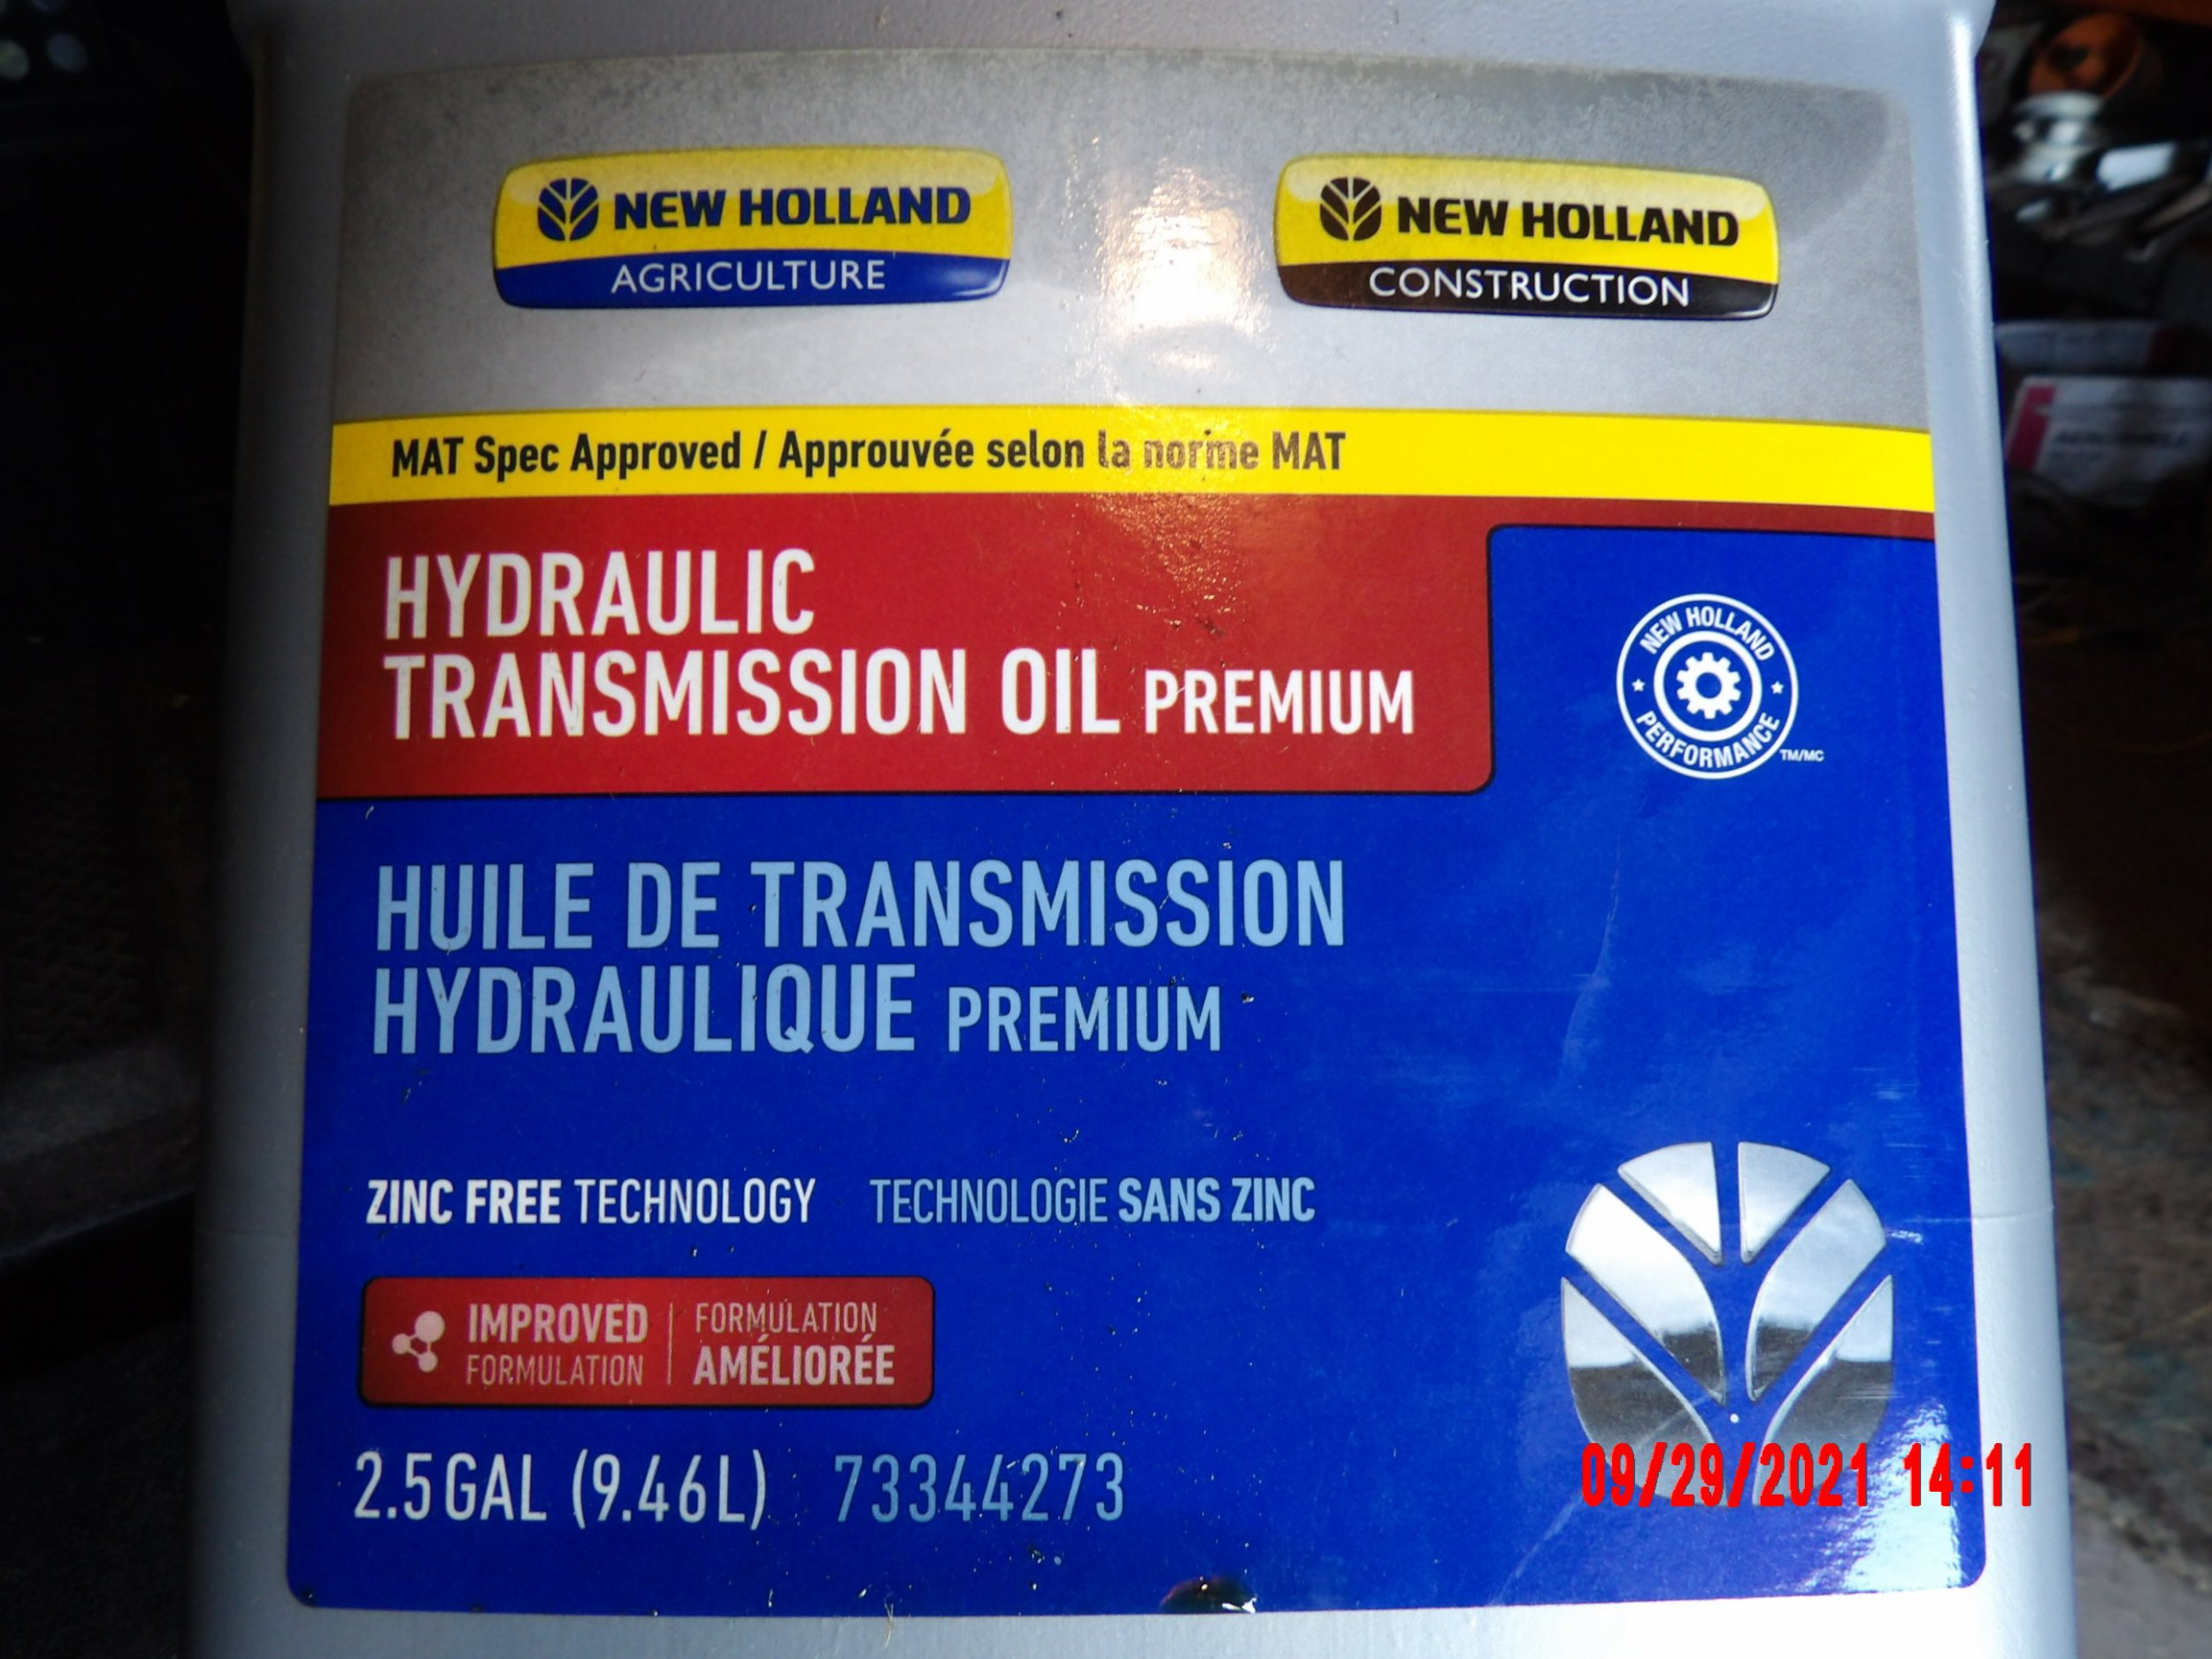 NEW HOLLAND
AGRICULTURE
NEW HOLLAND
CONSTRUCTION
MAT Spec Approved / Approuvée selon la norme MAT
HYDRAULIC
TRANSMISSION OIL PREMIUM
NEW HOLLAND
PERFORMANCE
TM/MC
HUILE DE TRANSMISSION
HYDRAULIQUE PREMIUM
ZINC FREE TECHNOLOGY TECHNOLOGIE SANS ZINC
IMPROVED
FORMULATION
FORMULATION
AMÉLIORÉE
2.5 GAL (9.46L) 73344273
09/29/2021 14:11